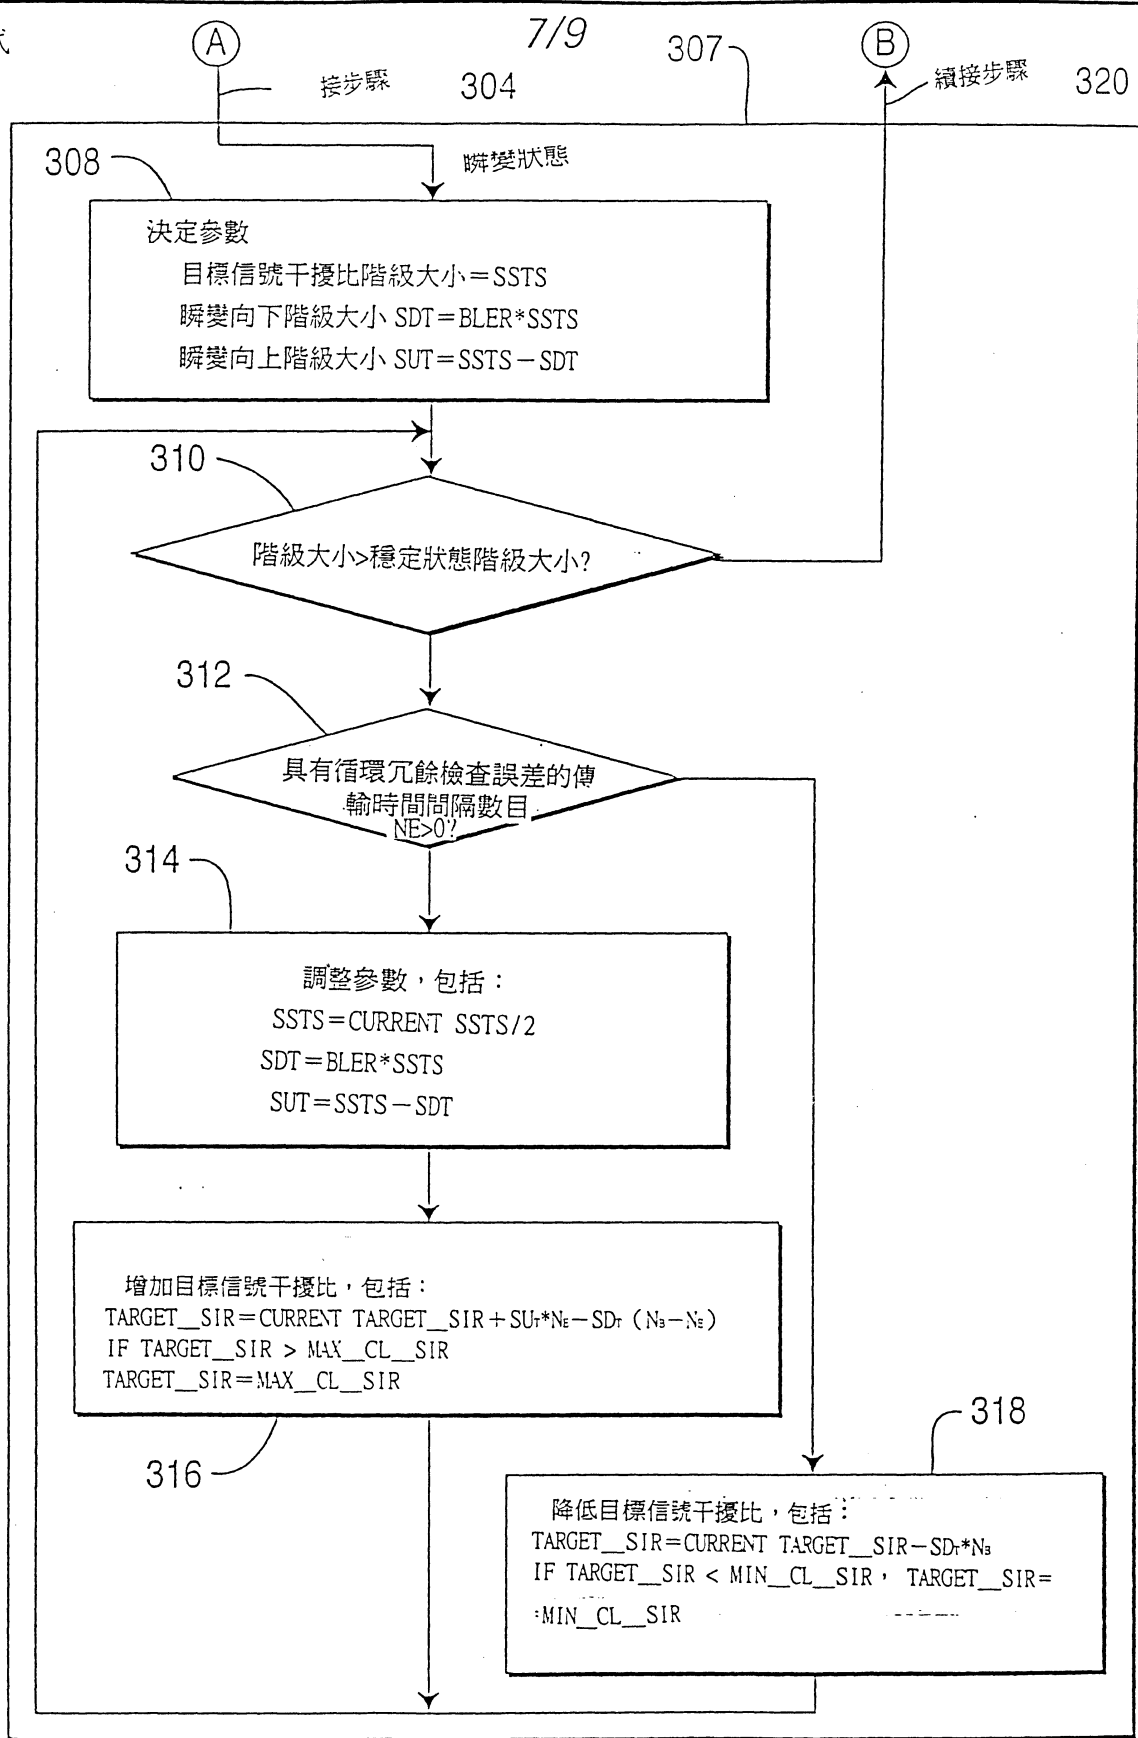 式
7/9
A
B
接步驟 304
307
續接步驟 320
瞬變狀態
308
決定參數
目標信號干擾比階級大小=SSTS
瞬變向下階級大小 SDT=BLER*SSTS
瞬變向上階級大小 SUT=SSTS－SDT
310
階級大小>穩定狀態階級大小?
312
具有循環冗餘檢查誤差的傳
輸時間間隔數目
NE>0?
314
調整參數，包括：
SSTS=CURRENT SSTS/2
SDT=BLER*SSTS
SUT=SSTS－SDT
增加目標信號干擾比，包括：
TARGET__SIR=CURRENT TARGET__SIR+SUT*NE－SDT (NB－NE)
IF TARGET__SIR > MAX__CL__SIR
TARGET__SIR=MAX__CL__SIR
316
318
降低目標信號干擾比，包括：
TARGET__SIR=CURRENT TARGET__SIR－SDT*NB
IF TARGET__SIR < MIN__CL__SIR， TARGET__SIR=
=MIN__CL__SIR